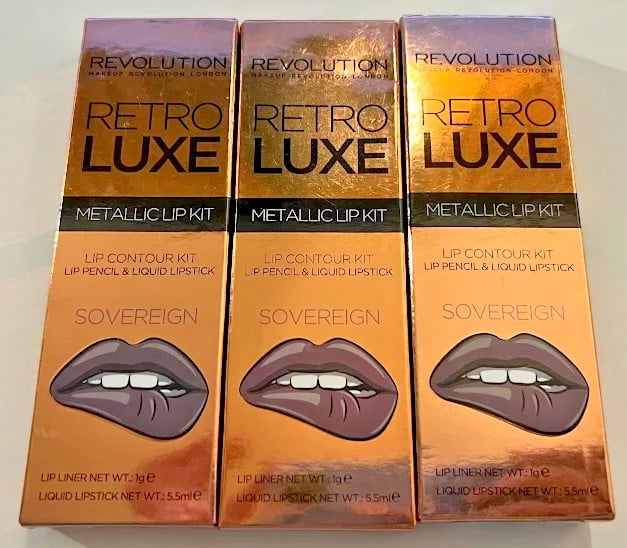 REVOLUTION
MAKEUP REVOLUTION LONDON
RETRO
LUXE
METALLIC LIP KIT
LIP CONTOUR KIT
LIP PENCIL & LIQUID LIPSTICK
SOVEREIGN
LIP LINER NET WT.: 1g ℮
LIQUID LIPSTICK NET WT.: 5.5ml ℮
REVOLUTION
MAKEUP REVOLUTION LONDON
RETRO
LUXE
METALLIC LIP KIT
LIP CONTOUR KIT
LIP PENCIL & LIQUID LIPSTICK
SOVEREIGN
LIP LINER NET WT.: 1g ℮
LIQUID LIPSTICK NET WT.: 5.5ml ℮
REVOLUTION
MAKEUP REVOLUTION LONDON
RETRO
LUXE
METALLIC LIP KIT
LIP CONTOUR KIT
LIP PENCIL & LIQUID LIPSTICK
SOVEREIGN
LIP LINER NET WT.: 1g ℮
LIQUID LIPSTICK NET WT.: 5.5ml ℮